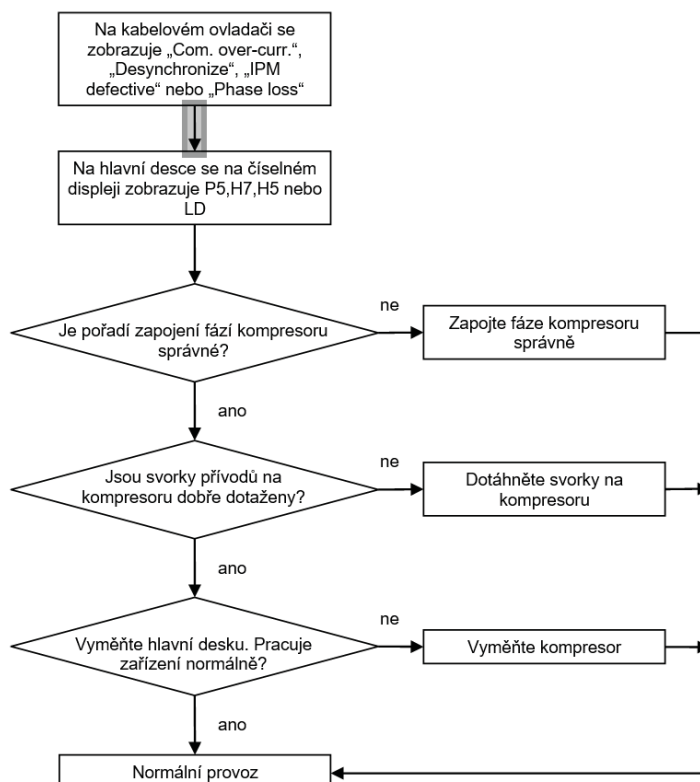 Na kabelovém ovladači se
zobrazuje „Com. over-curr.“,
„Desynchronize“, „IPM
defective“ nebo „Phase loss“
Na hlavní desce se na číselném
displeji zobrazuje P5,H7,H5 nebo
LD
Je pořadí zapojení fází kompresoru
správné?
ne
Zapojte fáze kompresoru
správně
ano
Jsou svorky přívodů na
kompresoru dobře dotaženy?
ne
Dotáhněte svorky na
kompresoru
ano
Vyměňte hlavní desku. Pracuje
zařízení normálně?
ne
Vyměňte kompresor
ano
Normální provoz